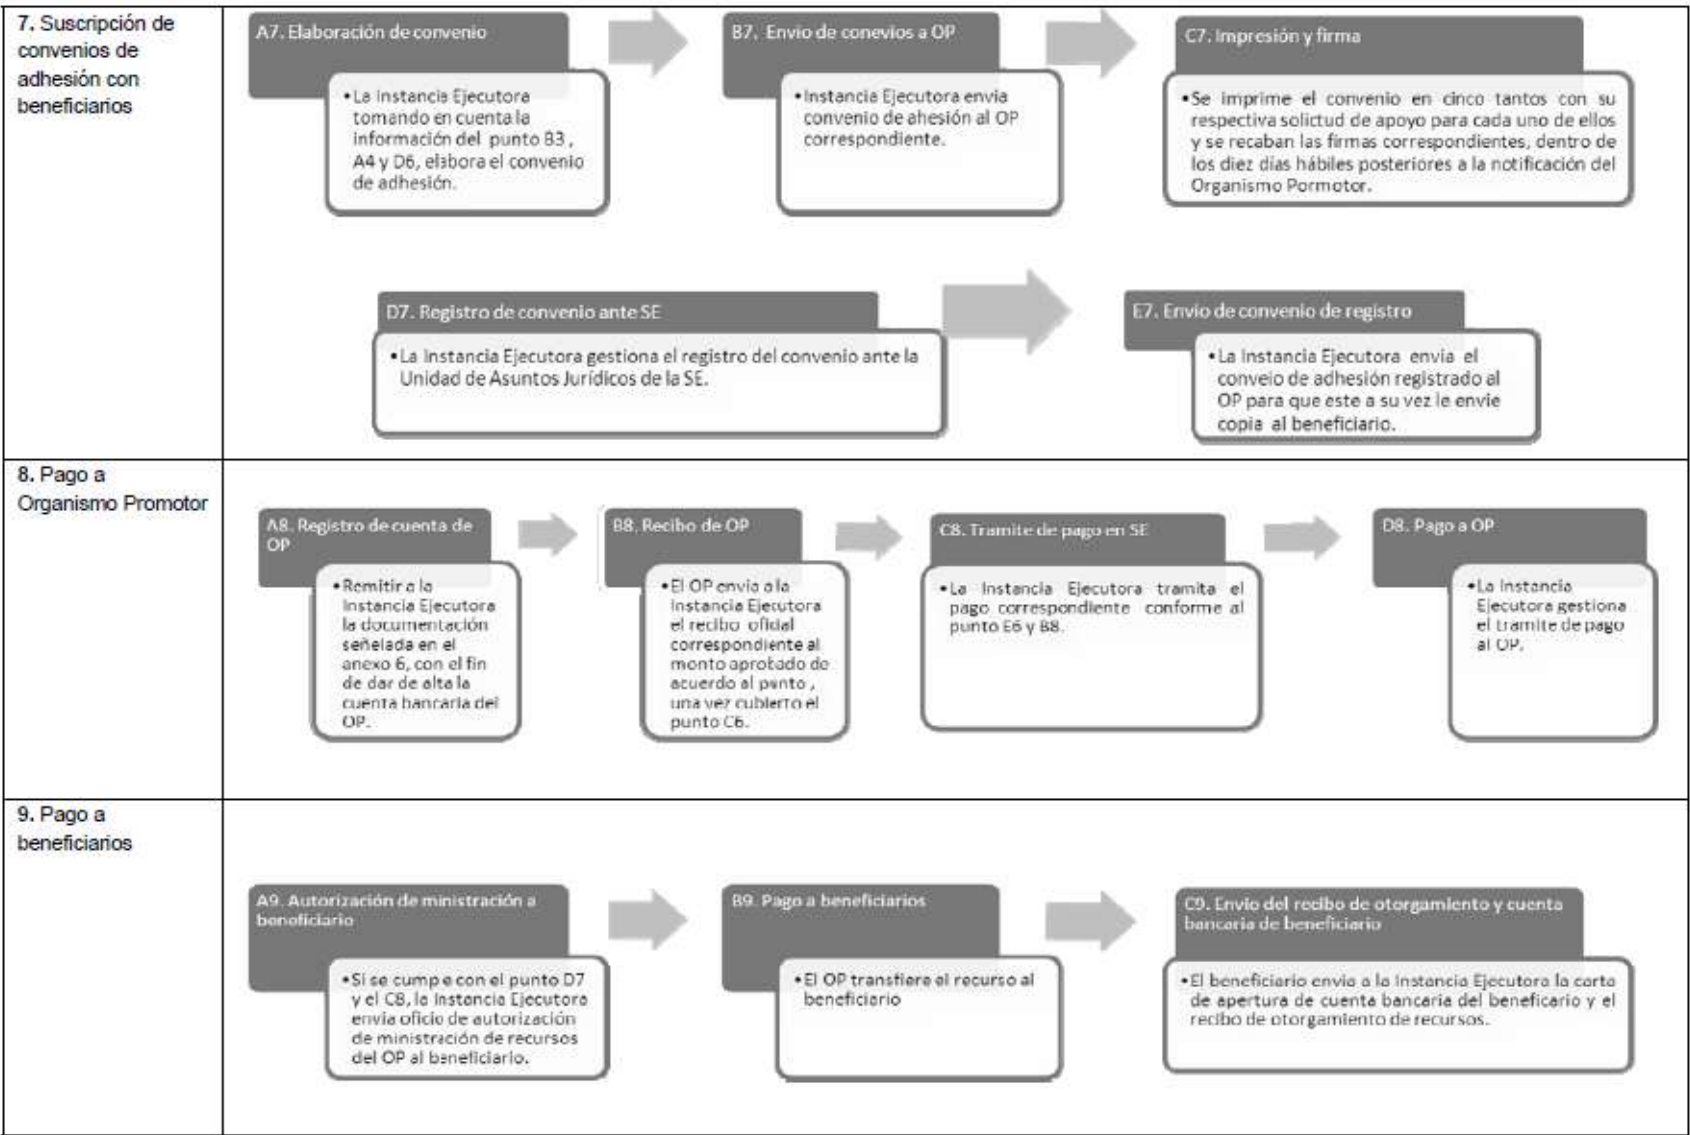 7. Suscripción de
convenios de
adhesión con
beneficiarios
A7. Elaboración de convenio
•La Instancia Ejecutora
tomando en cuenta la
información del punto B3 ,
A4 y D6, elabora el convenio
de adhesión.
B7. Envio de conevios a OP
•Instancia Ejecutora envia
convenio de ahesión al OP
correspondiente.
C7. Impresión y firma
•Se imprime el convenio en cinco tantos con su
respectiva solictud de apoyo para cada uno de ellos
y se recaban las firmas correspondientes, dentro de
los diez días hábiles posteriores a la notificación del
Organismo Pormotor.
D7. Registro de convenio ante SE
•La Instancia Ejecutora gestiona el registro del convenio ante la
Unidad de Asuntos Jurídicos de la SE.
E7. Envio de convenio de registro
•La Instancia Ejecutora envia el
conveio de adhesión registrado al
OP para que este a su vez le envie
copia al beneficiario.
8. Pago a
Organismo Promotor
A8. Registro de cuenta de
OP
•Remitir a la
Instancia Ejecutora
la documentación
señelada en el
anexo 6, con el fin
de dar de alta la
cuenta bancaria del
OP.
B8. Recibo de OP
•El OP envia a la
Instancia Ejecutora
el recibo oficial
correspondiente al
monto aprobado de
acuerdo al punto ,
una vez cubierto el
punto C6.
C8. Tramite de pago en SE
•La Instancia Ejecutora tramita el
pago correspondiente conforme al
punto E6 y B8.
D8. Pago a OP
•La Instancia
Ejecutora gestiona
el tramite de pago
al OP.
9. Pago a
beneficiarios
A9. Autorización de ministración a
beneficiario
•Si se cumple con el punto D7
y el C8, la Instancia Ejecutora
envia oficio de autorización
de ministración de recursos
del OP al beneficiario.
B9. Pago a beneficiarios
•El OP transfiere el recurso al
beneficiario
C9. Envio del recibo de otorgamiento y cuenta
bancaria de beneficiario
•El beneficiario envia a la Instancia Ejecutora la carta
de apertura de cuenta bancaria del beneficario y el
recibo de otorgamiento de recursos.